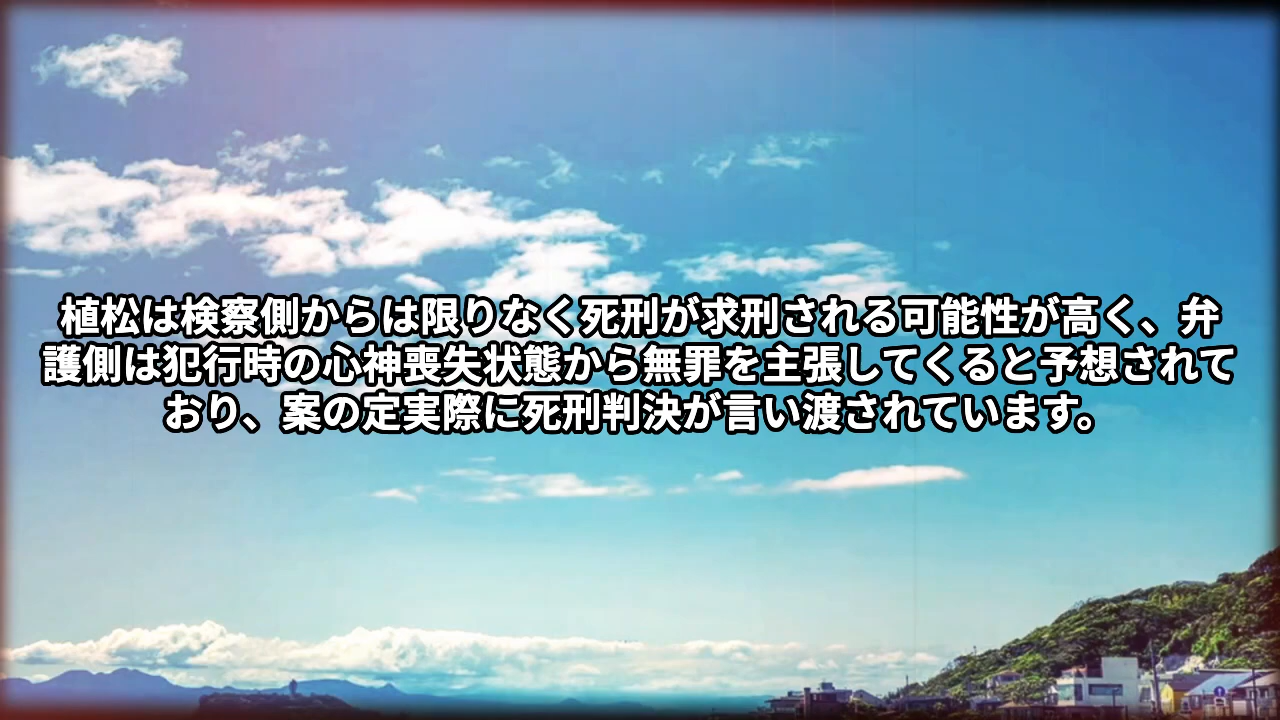 植松は検察側からは限りなく死刑が求刑される可能性が高く、弁
護側は犯行時の心神喪失状態から無罪を主張してくると予想されて
おり、案の定実際に死刑判決が言い渡されています。